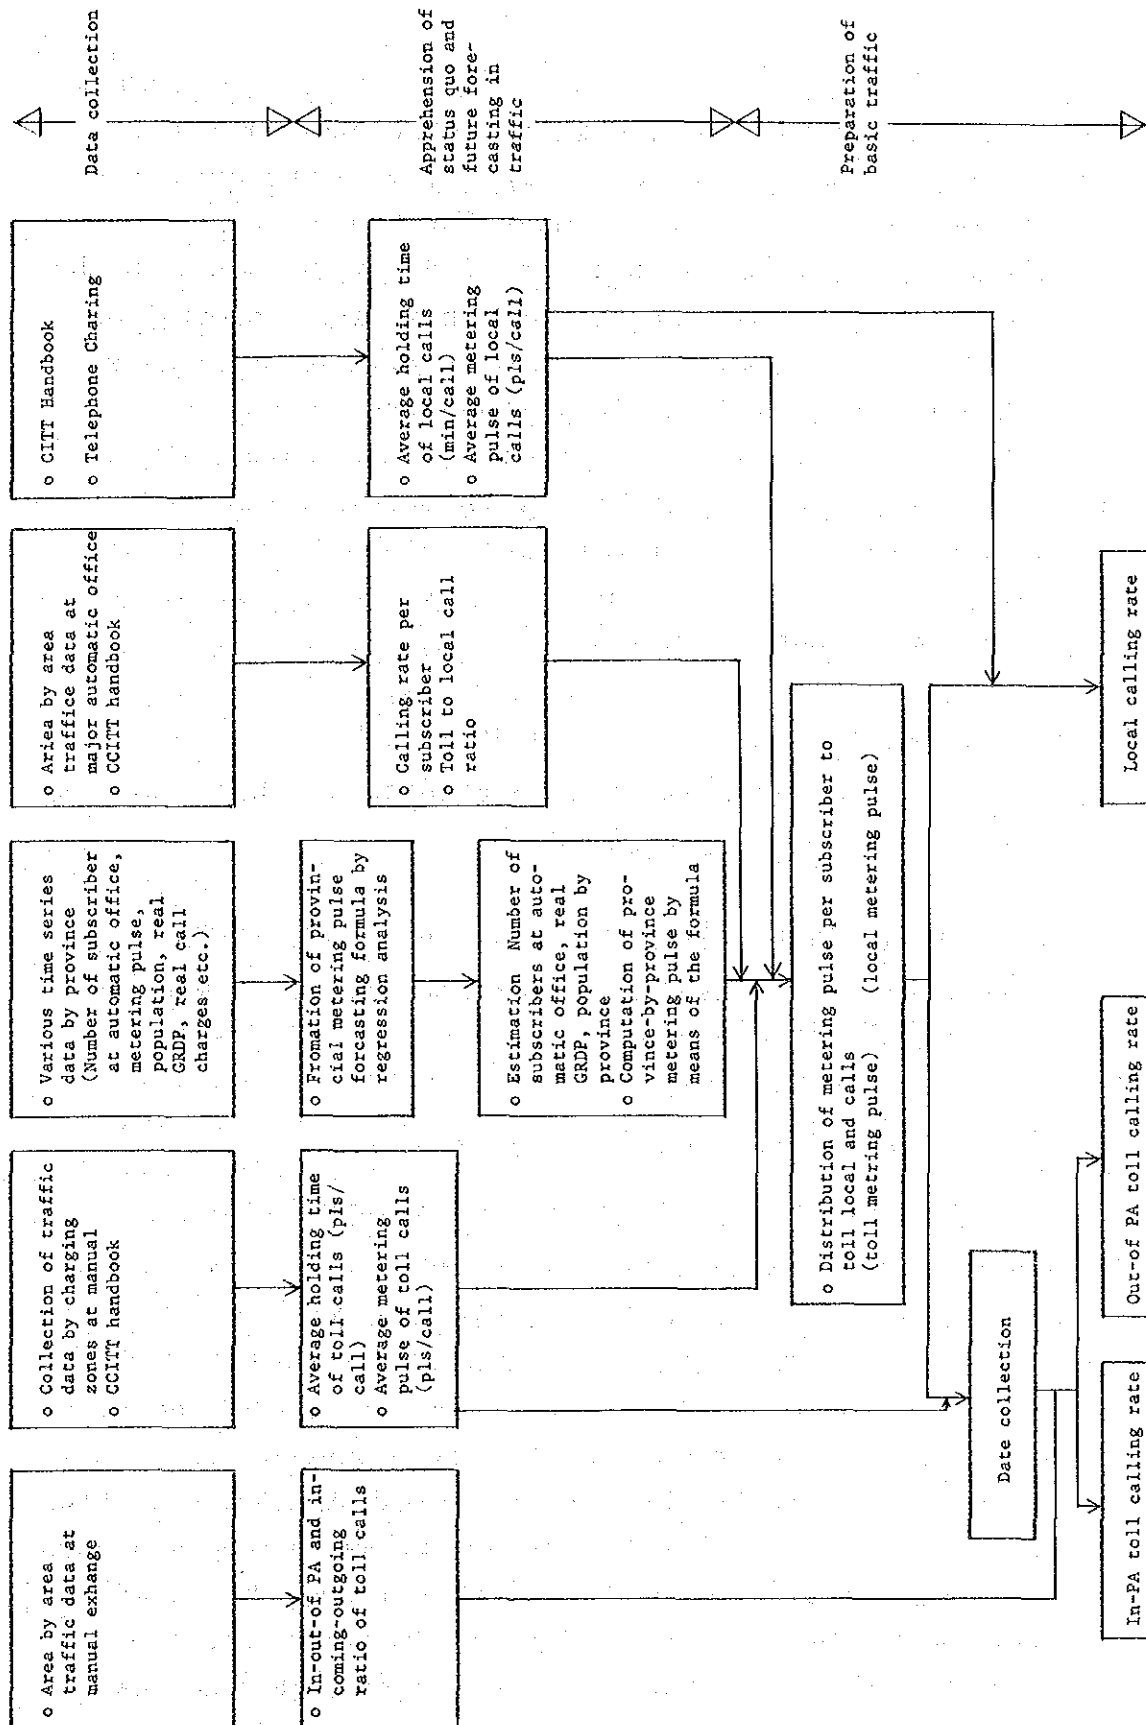 Data collection
Apprehension of
status quo and
future fore-
casting in
traffic
Preparation of
basic traffic
o CITT Handbook
o Telephone Charing
o Average holding time
of local calls
(min/call)
o Average metering
pulse of local
calls (pls/call)
o Ariea by area
traffice data at
major automatic office
o CCITT handbook
o Calling rate per
subscriber
o Toll to local call
ratio
o Various time series
data by province
(Number of subscriber
at automatic office,
metering pulse,
population, real
GRDP, real call
charges etc.)
o Fromation of provin-
cial metering pulse
forcasting formula by
regression analysis
o Estimation Number of
subscribers at auto-
matic office, real
GRDP, population by
province
o Computation of pro-
vince-by-province
metering pulse by
means of the formula
o Collection of traffic
data by charging
zones at manual
o CCITT handbook
o Average holding time
of toll calls (pls/
call)
o Average metering
pulse of toll calls
(pls/call)
o Area by area
traffic data at
manual exhange
o In-out-of PA and in-
coming-outgoing
ratio of toll calls
o Distribution of metering pulse per subscriber to
toll local and calls
(toll metring pulse) (local metering pulse)
Date collection
Local calling rate
Out-of PA toll calling rate
In-PA toll calling rate